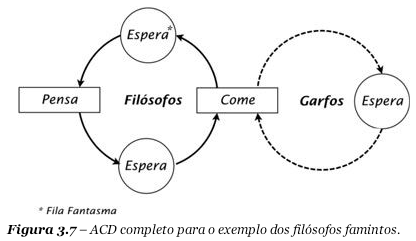 Espera*
Pensa
Filósofos
Come
Garfos
Espera
Espera
* Fila Fantasma
Figura 3.7 – ACD completo para o exemplo dos filósofos famintos.